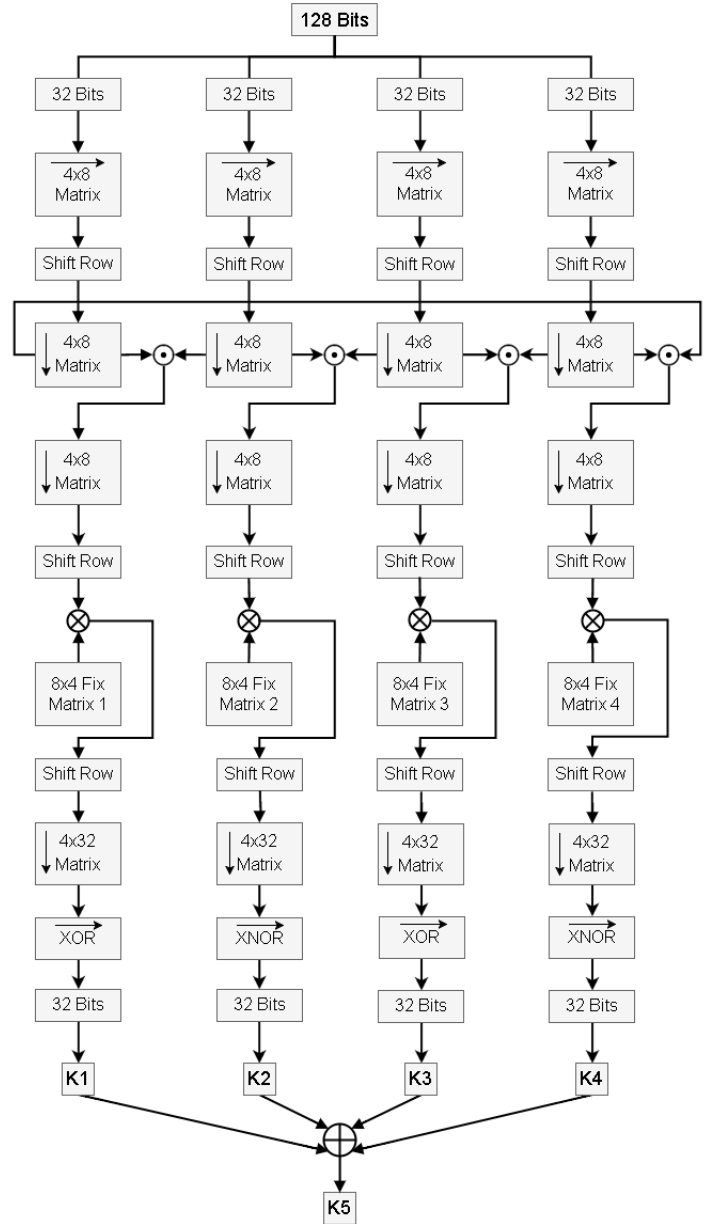 128 Bits
32 Bits
32 Bits
32 Bits
32 Bits
4x8
Matrix
4x8
Matrix
4x8
Matrix
4x8
Matrix
Shift Row
Shift Row
Shift Row
Shift Row
4x8
Matrix
4x8
Matrix
4x8
Matrix
4x8
Matrix
4x8
Matrix
4x8
Matrix
4x8
Matrix
4x8
Matrix
Shift Row
Shift Row
Shift Row
Shift Row
8x4 Fix
Matrix 1
8x4 Fix
Matrix 2
8x4 Fix
Matrix 3
8x4 Fix
Matrix 4
Shift Row
Shift Row
Shift Row
Shift Row
4x32
Matrix
4x32
Matrix
4x32
Matrix
4x32
Matrix
XOR
XNOR
XOR
XNOR
32 Bits
32 Bits
32 Bits
32 Bits
K1
K2
K3
K4
K5